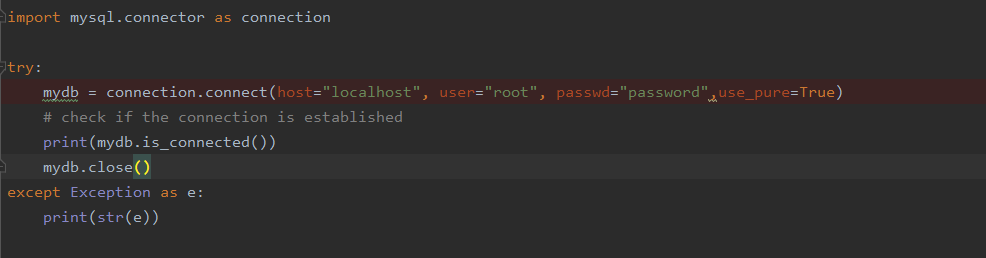 import mysql.connector as connection
try:
mydb = connection.connect(host="localhost", user="root", passwd="password",use_pure=True)
# check if the connection is established
print(mydb.is_connected())
mydb.close()
except Exception as e:
print(str(e))